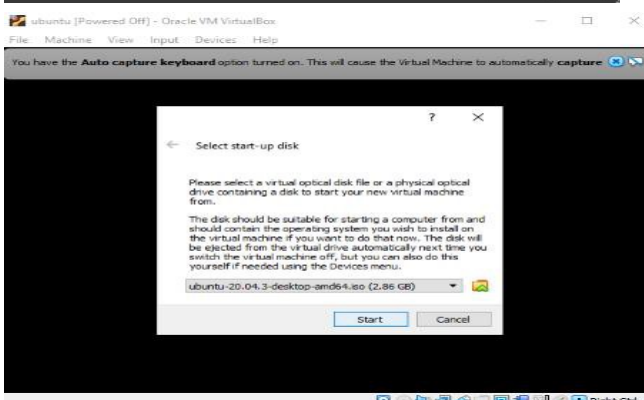 ubuntu [Powered Off] - Oracle VM VirtualBox
File Machine View Input Devices Help
You have the Auto capture keyboard option turned on. This will cause the Virtual Machine to automatically capture
Select start-up disk
Please select a virtual optical disk file or a physical optical
drive containing a disk to start your new virtual machine
from.
The disk should be suitable for starting a computer from and
should contain the operating system you wish to install on
the virtual machine if you want to do that now. The disk will
be ejected from the virtual drive automatically next time you
switch the virtual machine off, but you can also do this
yourself if needed using the Devices menu.
ubuntu-20.04.3-desktop-amd64.iso (2.86 GB)
Start Cancel
Right Ctrl